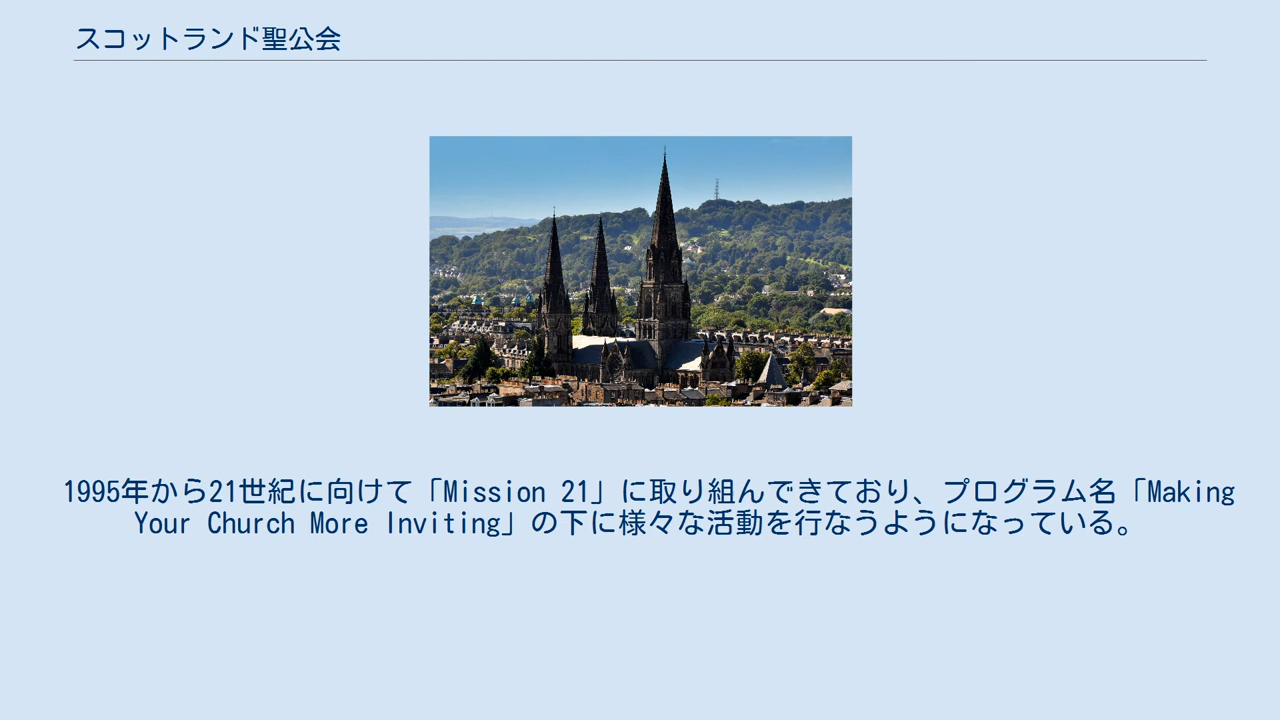 スコットランド聖公会
1995年から21世紀に向けて「Mission 21」に取り組んできており、プログラム名「Making
Your Church More Inviting」の下に様々な活動を行なうようになっている。